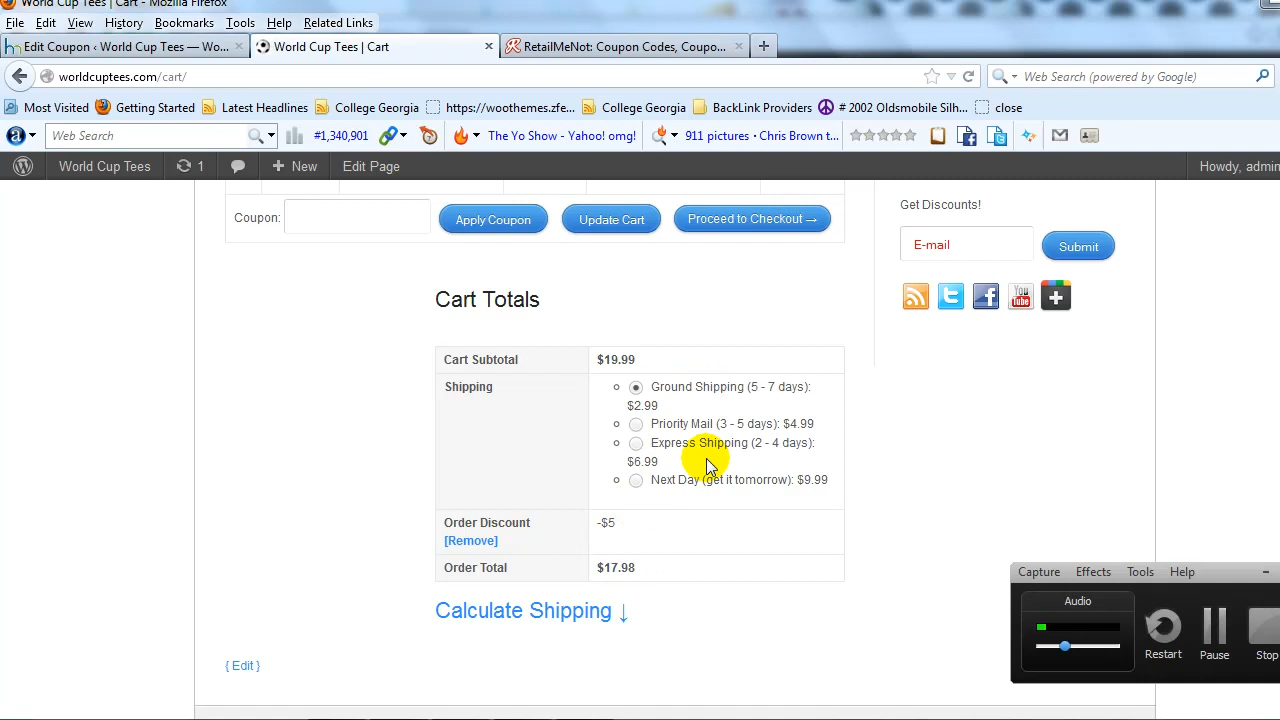 World Cup Tees | Cart - Mozilla Firefox
File Edit View History Bookmarks Tools Help Related Links
Edit Coupon ‹ World Cup Tees — Wo... × World Cup Tees | Cart × RetailMeNot: Coupon Codes, Coupo... × +
worldcuptees.com/cart/ Web Search (powered by Google)
Most Visited Getting Started Latest Headlines College Georgia https://woothemes.zfe... College Georgia BackLink Providers # 2002 Oldsmobile Silh... close
a Web Search #1,340,901 The Yo Show - Yahoo! omg! 911 pictures - Chris Brown t...
World Cup Tees 1 + New Edit Page Howdy, admin
Get Discounts!
Coupon: Apply Coupon Update Cart Proceed to Checkout →
E-mail Submit
You Tube
Cart Totals
Cart Subtotal $19.99
Shipping Ground Shipping (5 - 7 days):
$2.99
Priority Mail (3 - 5 days): $4.99
Express Shipping (2 - 4 days):
$6.99
Next Day (get it tomorrow): $9.99
Order Discount -$5
[Remove]
Order Total $17.98
Calculate Shipping ↓
{ Edit }
Capture Effects Tools Help
Audio
Restart Pause Stop